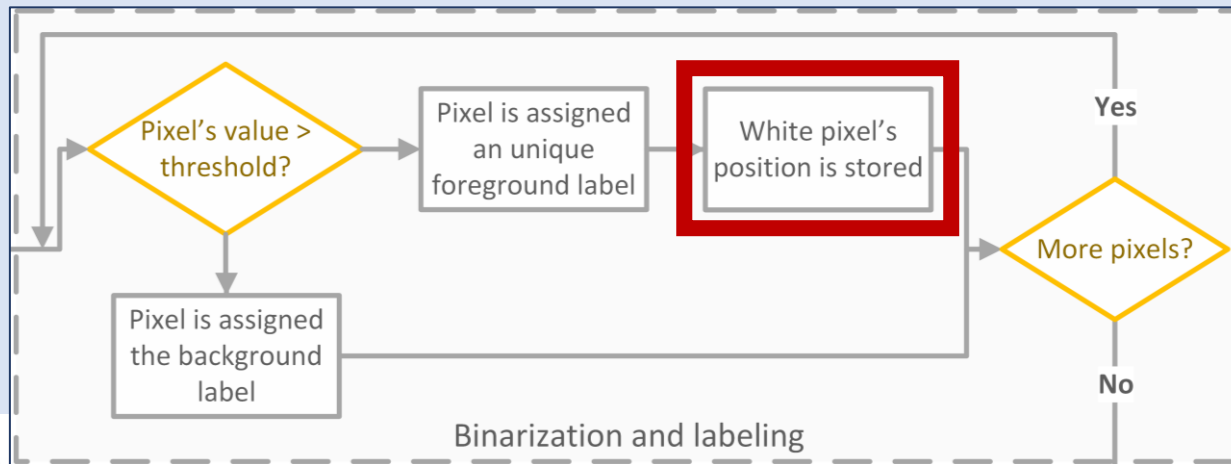 Pixel's value >
threshold?
Pixel is assigned
an unique
foreground label
White pixel's
position is stored
Yes
More pixels?
Pixel is assigned
the background
label
No
Binarization and labeling